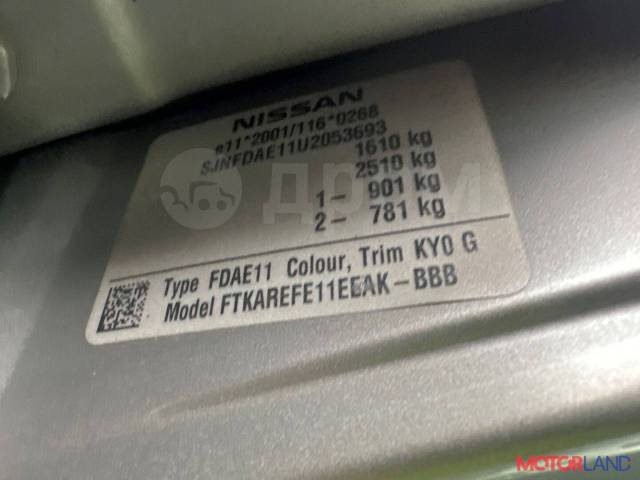 NISSAN
e11*2001/116*0268
SJNFDAE11U2053693
1610 kg
2510 kg
1- 901 kg
2- 781 kg
Type FDAE11 Colour, Trim KY0 G
Model FTKAREFE11EEAK-BBB
ДРОМ
MOTORLAND